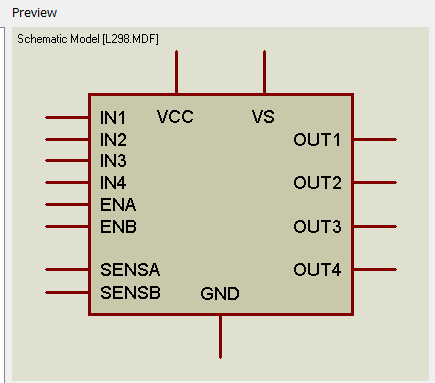 Preview
Schematic Model [L298.MDF]
VCC
VS
IN1
IN2
IN3
IN4
ENA
ENB
SENSA
SENSB
OUT1
OUT2
OUT3
OUT4
GND